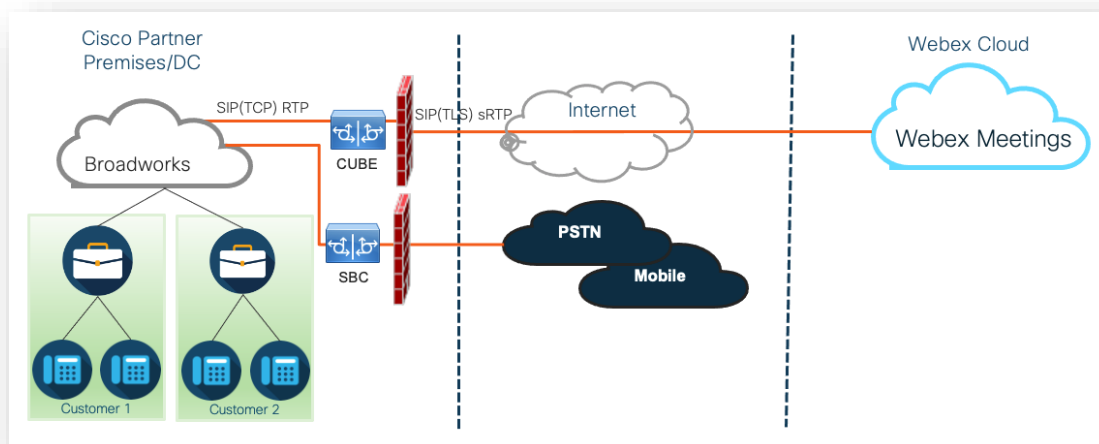 Cisco Partner
Premises/DC
Webex Cloud
SIP(TCP) RTP
SIP(TLS) sRTP
Internet
Webex Meetings
Broadworks
CUBE
PSTN
SBC
Mobile
Customer 1
Customer 2